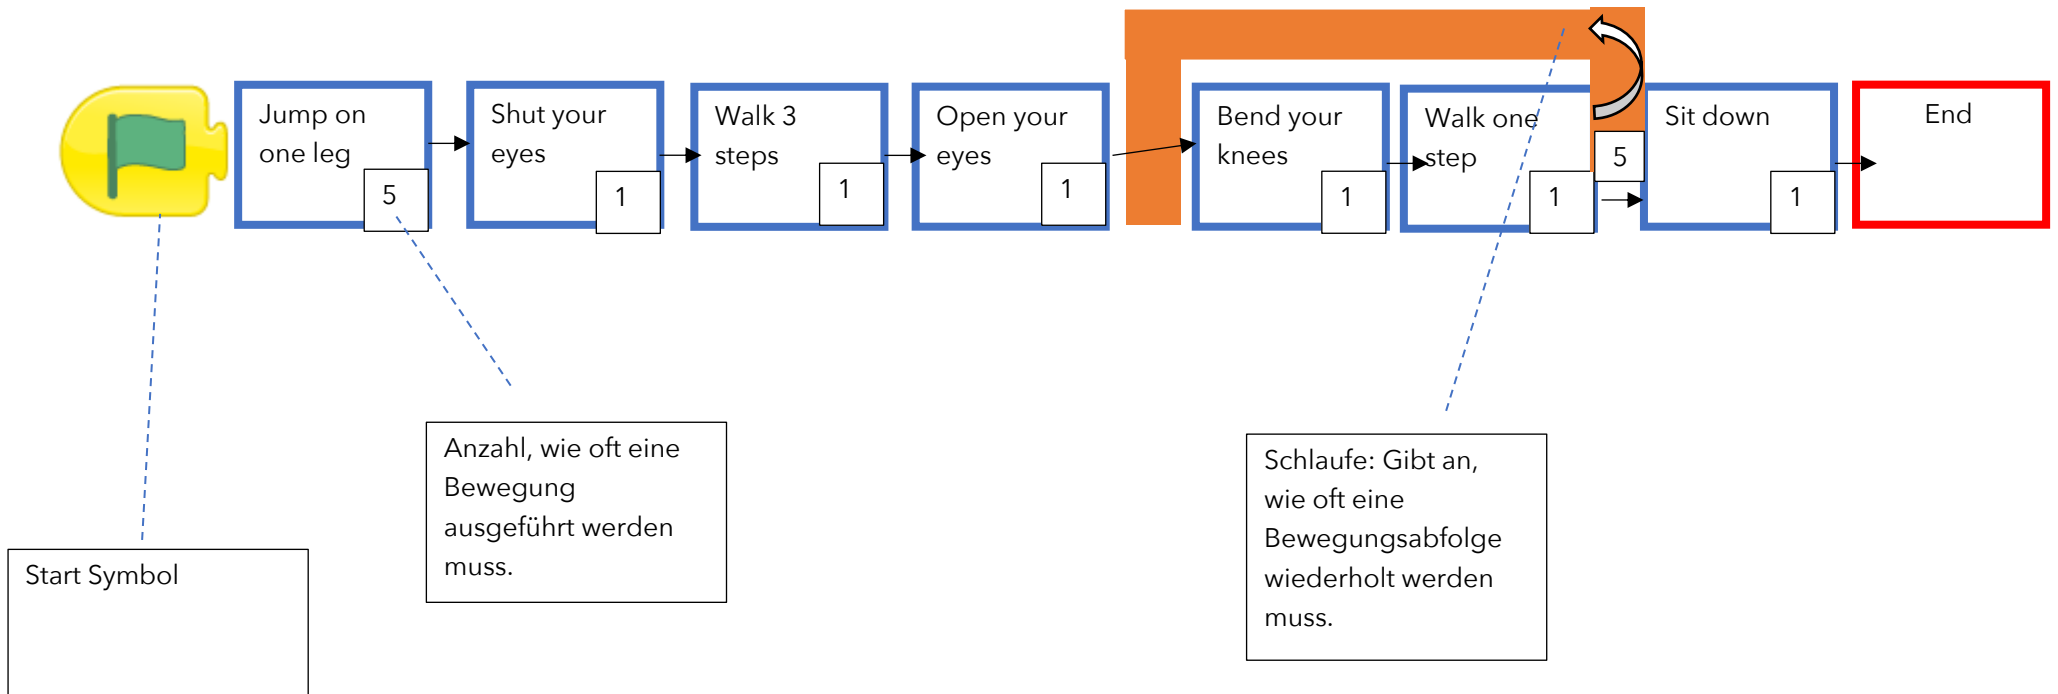 Jump on
one leg
5
Shut your
eyes
1
Walk 3
steps
1
Open your
eyes
1
Bend your
knees
1
Walk one
step
1
5
Sit down
1
End
Anzahl, wie oft eine
Bewegung
ausgeführt werden
muss.
Schlaufe: Gibt an,
wie oft eine
Bewegungsabfolge
wiederholt werden
muss.
Start Symbol